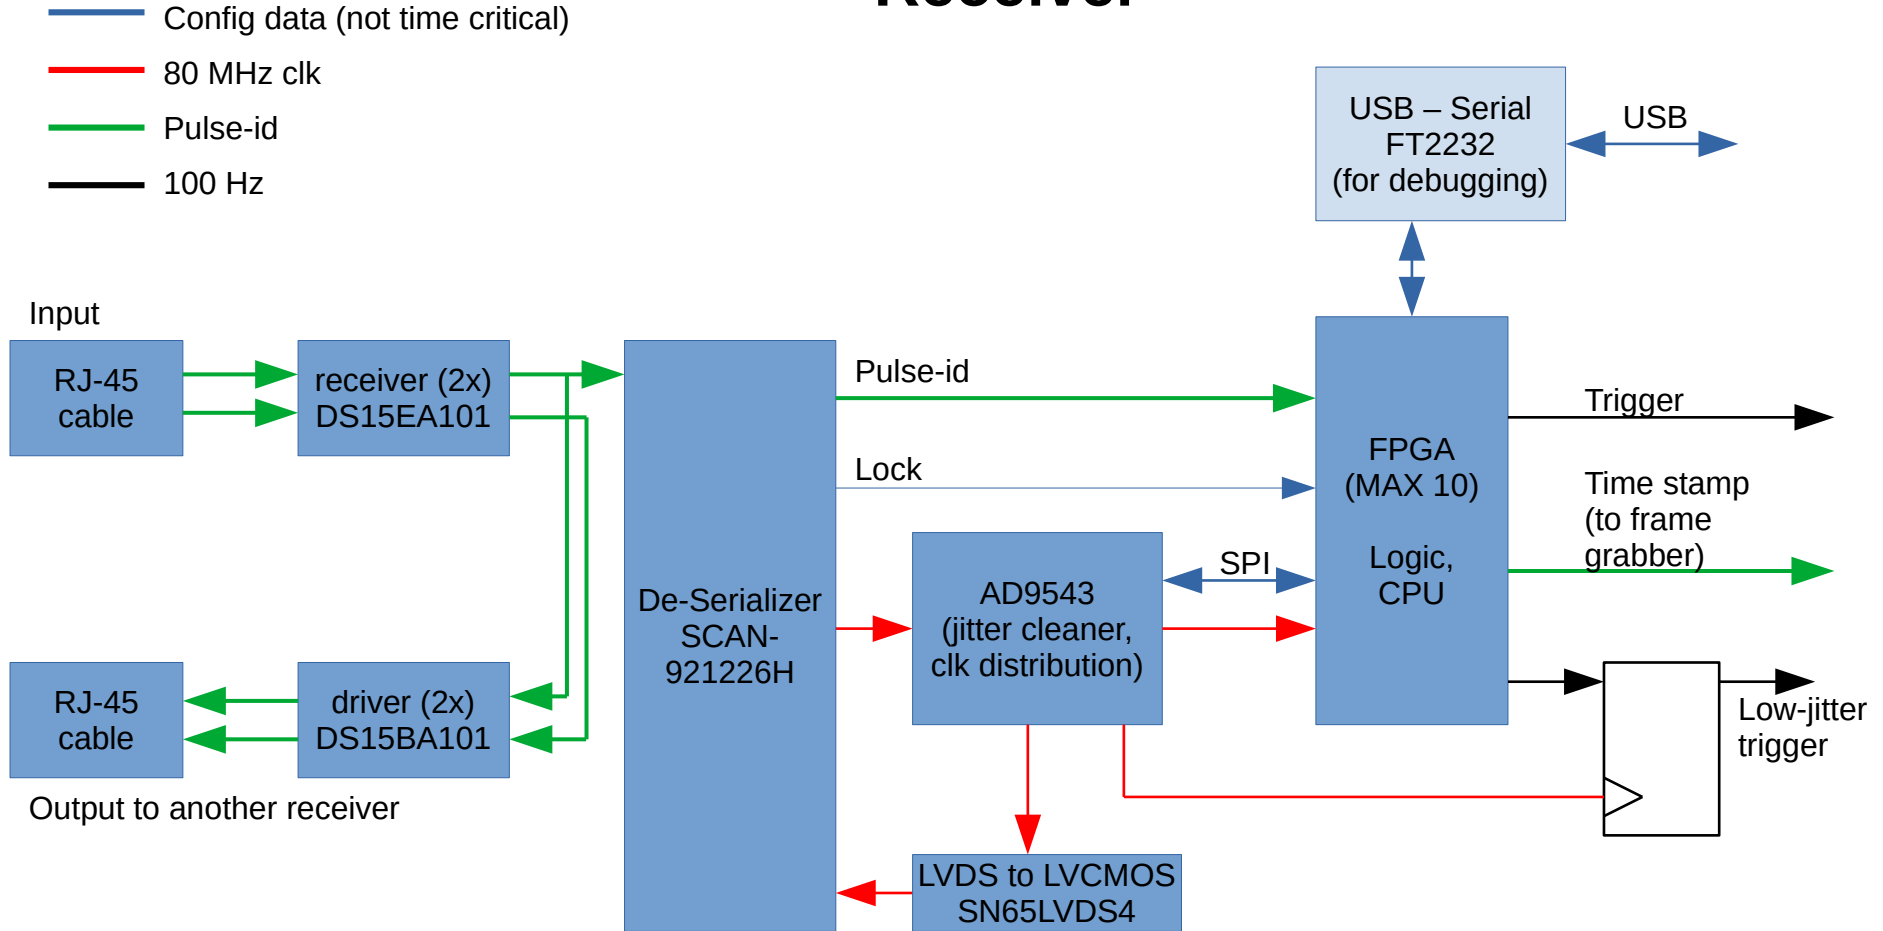 Receiver
Config data (not time critical)
80 MHz clk
Pulse-id
100 Hz
USB – Serial
FT2232
(for debugging)
USB
Input
RJ-45
cable
receiver (2x)
DS15EA101
Pulse-id
Lock
FPGA
(MAX 10)
Logic,
CPU
Trigger
Time stamp
(to frame
grabber)
De-Serializer
SCAN-
921226H
AD9543
(jitter cleaner,
clk distribution)
SPI
RJ-45
cable
driver (2x)
DS15BA101
Low-jitter
trigger
Output to another receiver
LVDS to LVCMOS
SN65LVDS4